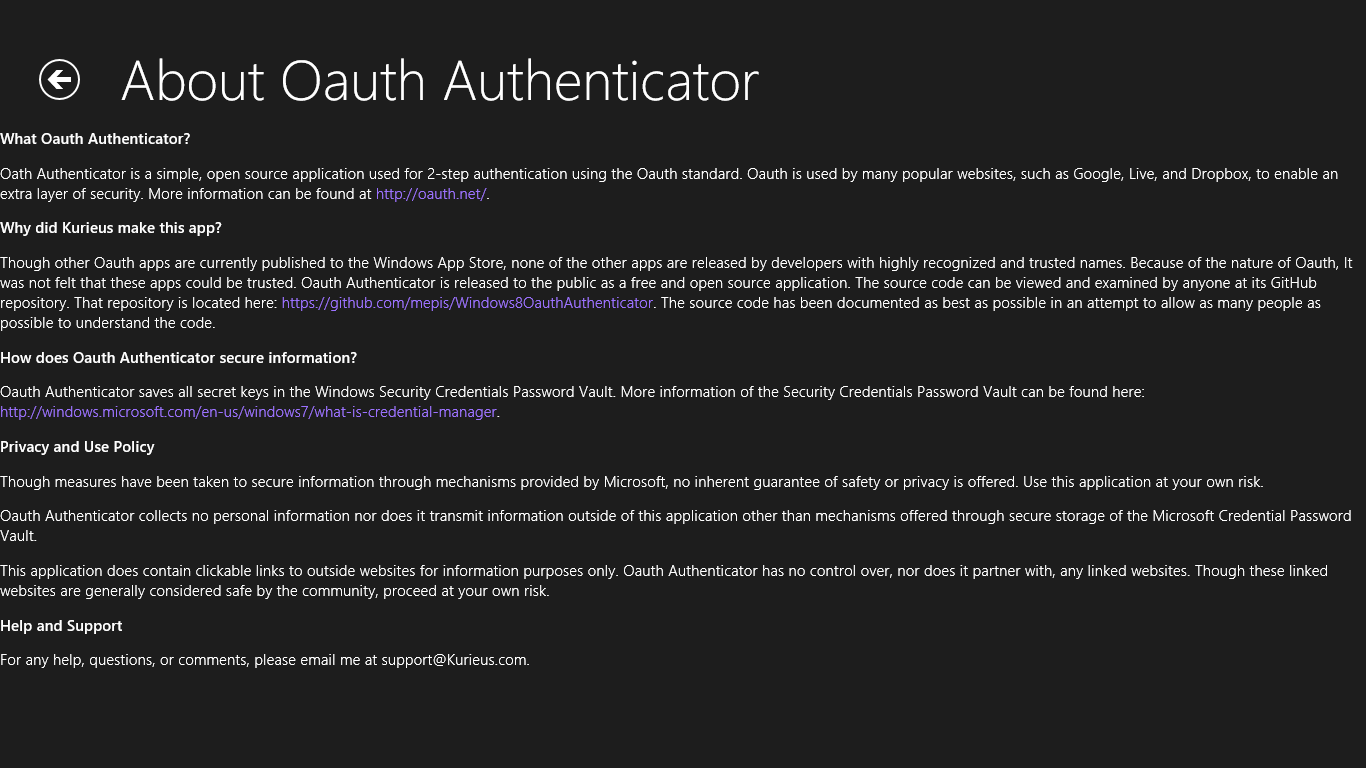 About Oauth Authenticator
What Oauth Authenticator?
Oath Authenticator is a simple, open source application used for 2-step authentication using the Oauth standard. Oauth is used by many popular websites, such as Google, Live, and Dropbox, to enable an
extra layer of security. More information can be found at http://oauth.net/.
Why did Kurieus make this app?
Though other Oauth apps are currently published to the Windows App Store, none of the other apps are released by developers with highly recognized and trusted names. Because of the nature of Oauth, It
was not felt that these apps could be trusted. Oauth Authenticator is released to the public as a free and open source application. The source code can be viewed and examined by anyone at its GitHub
repository. That repository is located here: https://github.com/mepis/Windows8OauthAuthenticator. The source code has been documented as best as possible in an attempt to allow as many people as
possible to understand the code.
How does Oauth Authenticator secure information?
Oauth Authenticator saves all secret keys in the Windows Security Credentials Password Vault. More information of the Security Credentials Password Vault can be found here:
http://windows.microsoft.com/en-us/windows7/what-is-credential-manager.
Privacy and Use Policy
Though measures have been taken to secure information through mechanisms provided by Microsoft, no inherent guarantee of safety or privacy is offered. Use this application at your own risk.
Oauth Authenticator collects no personal information nor does it transmit information outside of this application other than mechanisms offered through secure storage of the Microsoft Credential Password
Vault.
This application does contain clickable links to outside websites for information purposes only. Oauth Authenticator has no control over, nor does it partner with, any linked websites. Though these linked
websites are generally considered safe by the community, proceed at your own risk.
Help and Support
For any help, questions, or comments, please email me at support@Kurieus.com.